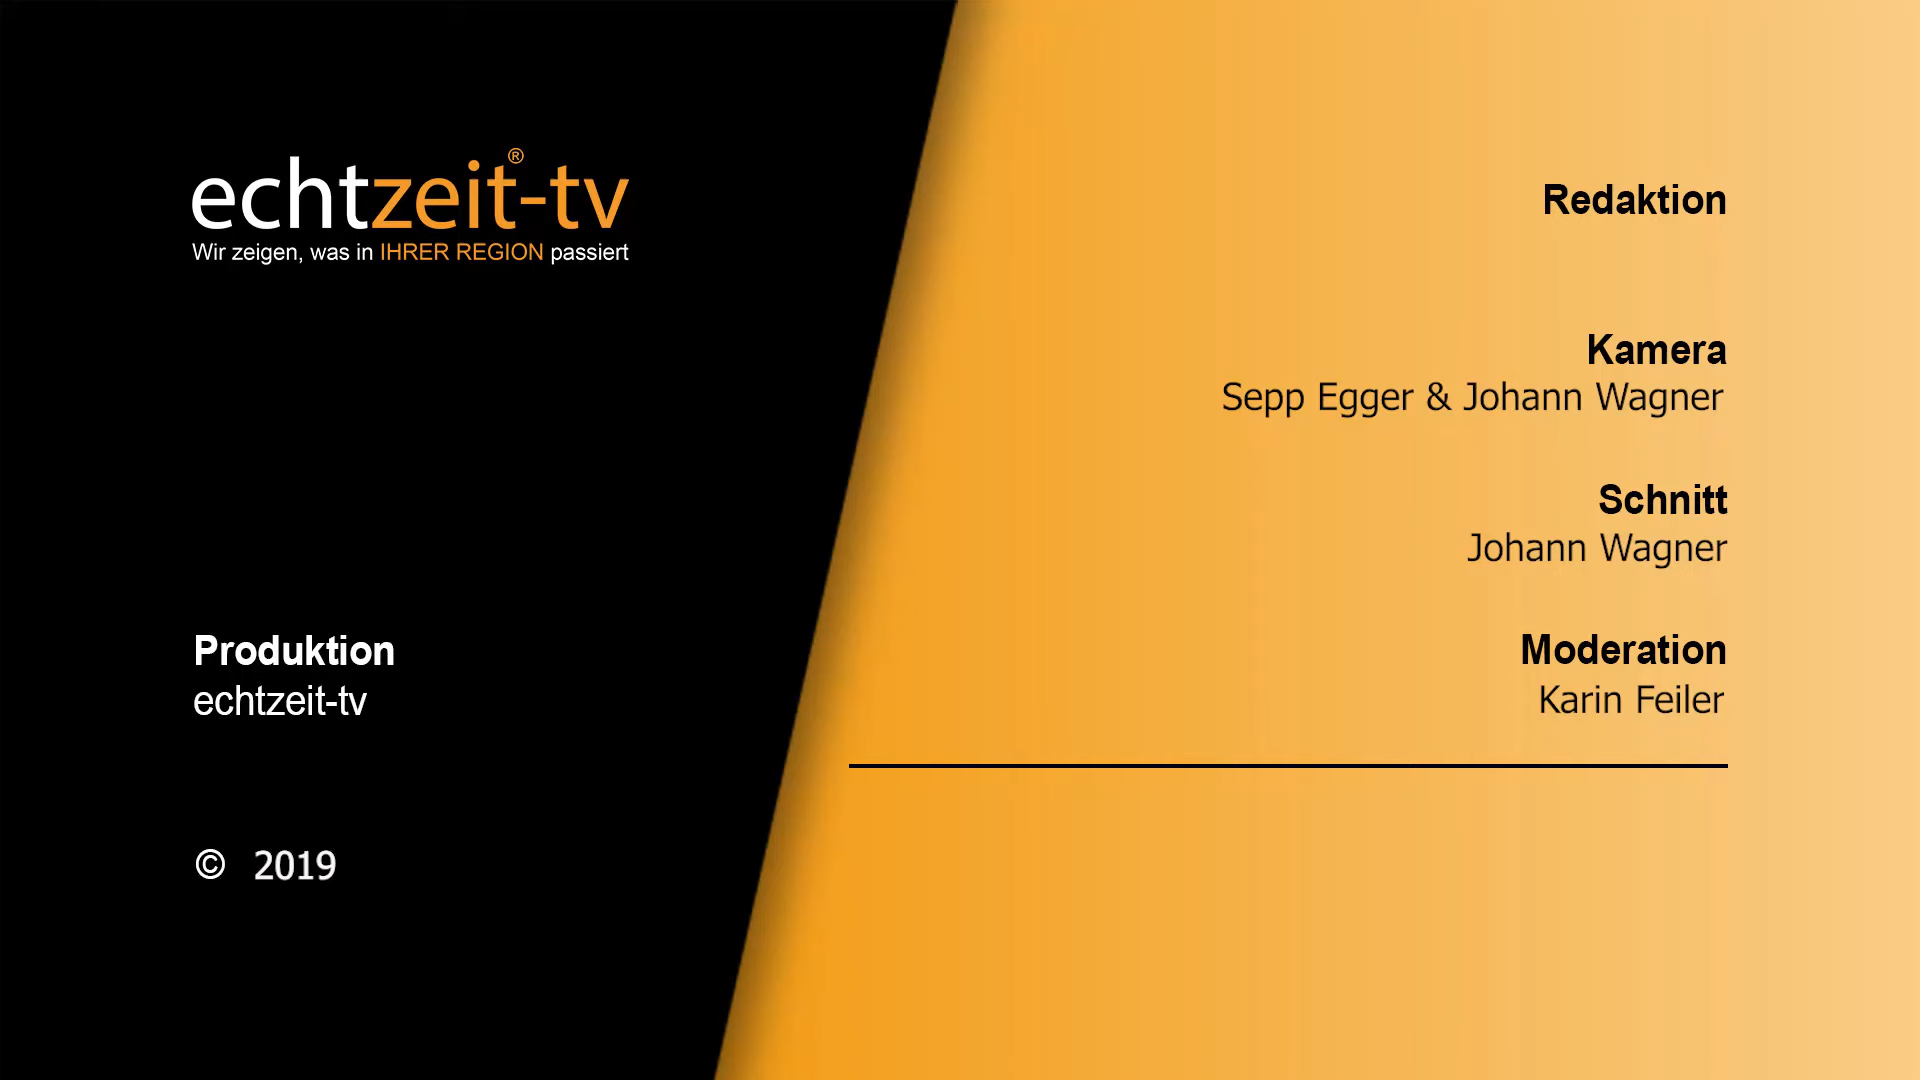 echtzeit-tv®
Wir zeigen, was in IHRER REGION passiert
Produktion
echtzeit-tv
© 2019
Redaktion
Kamera
Sepp Egger & Johann Wagner
Schnitt
Johann Wagner
Moderation
Karin Feiler